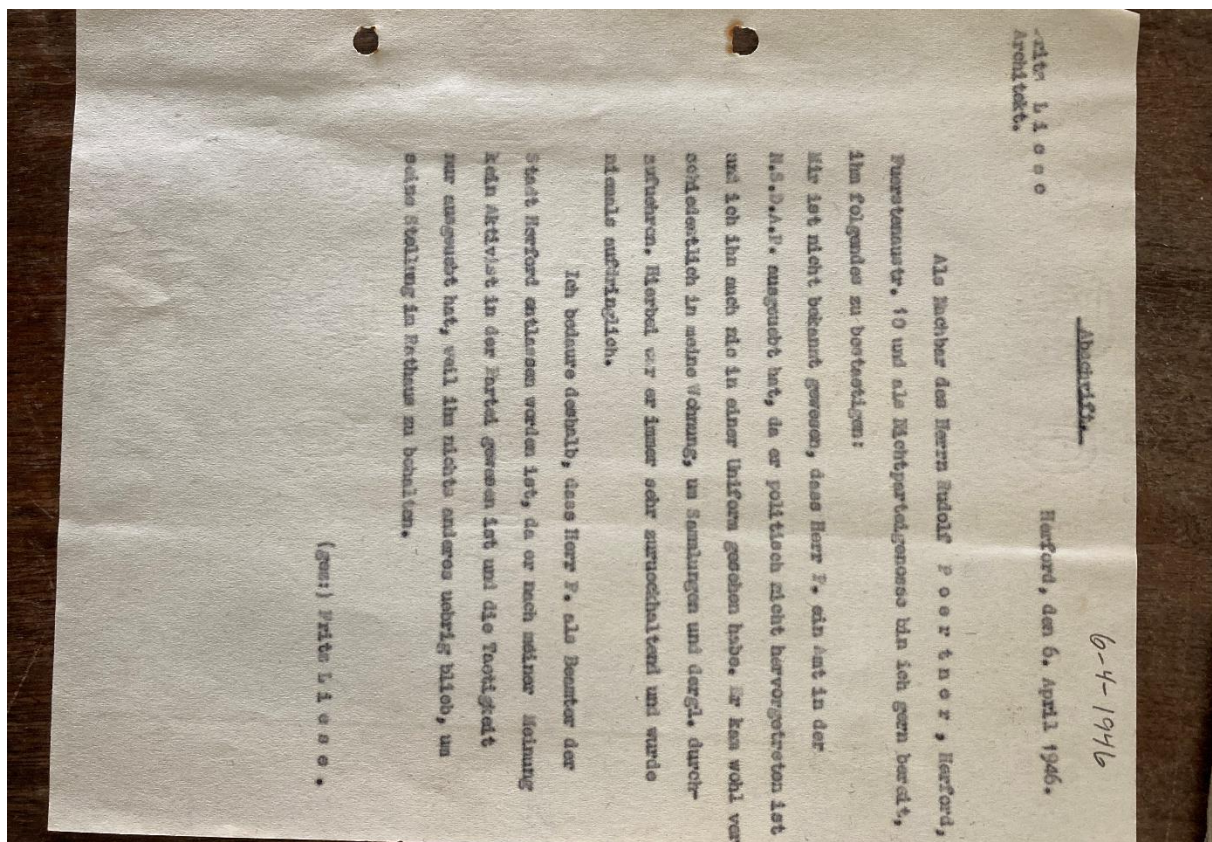 6-4-1946
Fritz L i e s e
Architekt.
Herford, den 6. April 1946.
Abschrift.
Als Nachbar des Herrn Rudolf P o e r t n e r , Herford,
Fuerstenaustr. 10 und als Nichtparteigenosse bin ich gern bereit,
ihm folgendes zu bestaetigen:
Mir ist nicht bekannt gewesen, dass Herr P. ein Amt in der
N.S.D.A.P. ausgeuebt hat, da er politisch nicht hervorgetreten ist
und ich ihn auch nie in einer Uniform gesehen habe. Er kam wohl ver
schiedentlich in meine Wohnung, um Samlungen und dergl. durch-
zufuehren. Hierbei war er immer sehr zurueckhaltend und wurde
niemals aufdringlich.
Ich bedaure deshalb, dass Herr P. als Beamter der
Stadt Herford entlassen worden ist, da er nach meiner Meinung
kein Aktivist in der Partei gewesen ist und die Taetigkeit
nur ausgeuebt hat, weil ihm nichts anderes uebrig blieb, um
seine Stellung im Rathaus zu behalten.
(gez:) Fritz L i e s e .